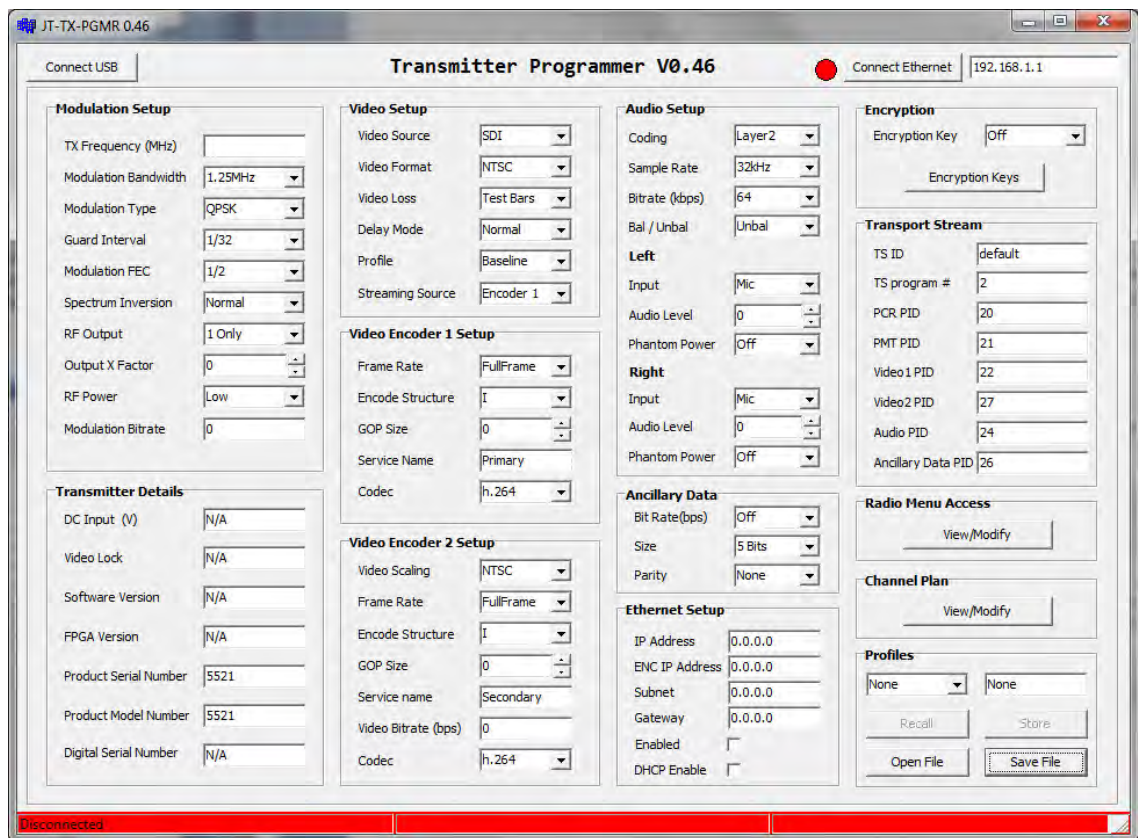 JT-TX-PGMR 0.46
Connect USB
Transmitter Programmer V0.46
Connect Ethernet
192.168.1.1
Modulation Setup
TX Frequency (MHz)
Modulation Bandwidth 1.25MHz
Modulation Type QPSK
Guard Interval 1/32
Modulation FEC 1/2
Spectrum Inversion Normal
RF Output 1 Only
Output X Factor 0
RF Power Low
Modulation Bitrate 0
Transmitter Details
DC Input (V) N/A
Video Lock N/A
Software Version N/A
FPGA Version N/A
Product Serial Number 5521
Product Model Number 5521
Digital Serial Number N/A
Video Setup
Video Source SDI
Video Format NTSC
Video Loss Test Bars
Delay Mode Normal
Profile Baseline
Streaming Source Encoder 1
Video Encoder 1 Setup
Frame Rate FullFrame
Encode Structure I
GOP Size 0
Service Name Primary
Codec h.264
Video Encoder 2 Setup
Video Scaling NTSC
Frame Rate FullFrame
Encode Structure I
GOP Size 0
Service name Secondary
Video Bitrate (bps) 0
Codec h.264
Audio Setup
Coding Layer2
Sample Rate 32kHz
Bitrate (kbps) 64
Bal / Unbal Unbal
Left
Input Mic
Audio Level 0
Phantom Power Off
Right
Input Mic
Audio Level 0
Phantom Power Off
Ancillary Data
Bit Rate(bps) Off
Size 5 Bits
Parity None
Ethernet Setup
IP Address 0.0.0.0
ENC IP Address 0.0.0.0
Subnet 0.0.0.0
Gateway 0.0.0.0
Enabled
DHCP Enable
Encryption
Encryption Key Off
Encryption Keys
Transport Stream
TS ID default
TS program # 2
PCR PID 20
PMT PID 21
Video1 PID 22
Video2 PID 27
Audio PID 24
Ancillary Data PID 26
Radio Menu Access
View/Modify
Channel Plan
View/Modify
Profiles
None None
Recall Store
Open File Save File
Disconnected